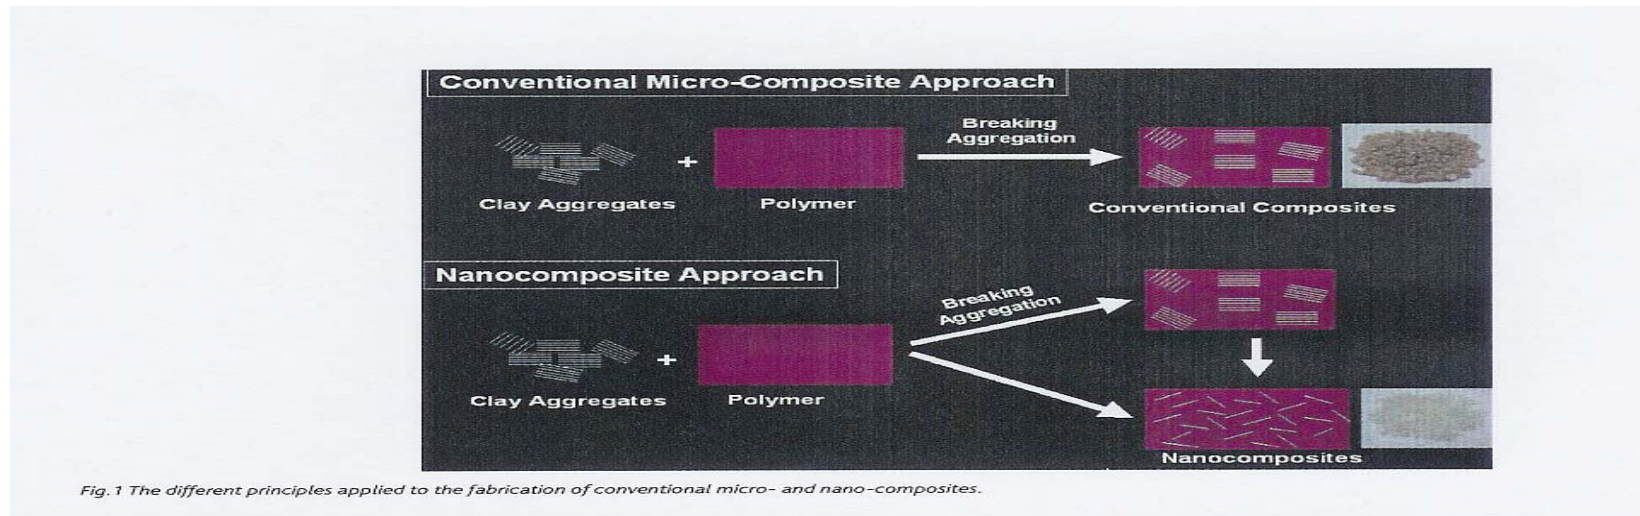 Conventional Micro-Composite Approach
Breaking
Aggregation
+
Clay Aggregates
Polymer
Conventional Composites
Nanocomposite Approach
Breaking
Aggregation
+
Clay Aggregates
Polymer
Nanocomposites
Fig. 1 The different principles applied to the fabrication of conventional micro- and nano-composites.